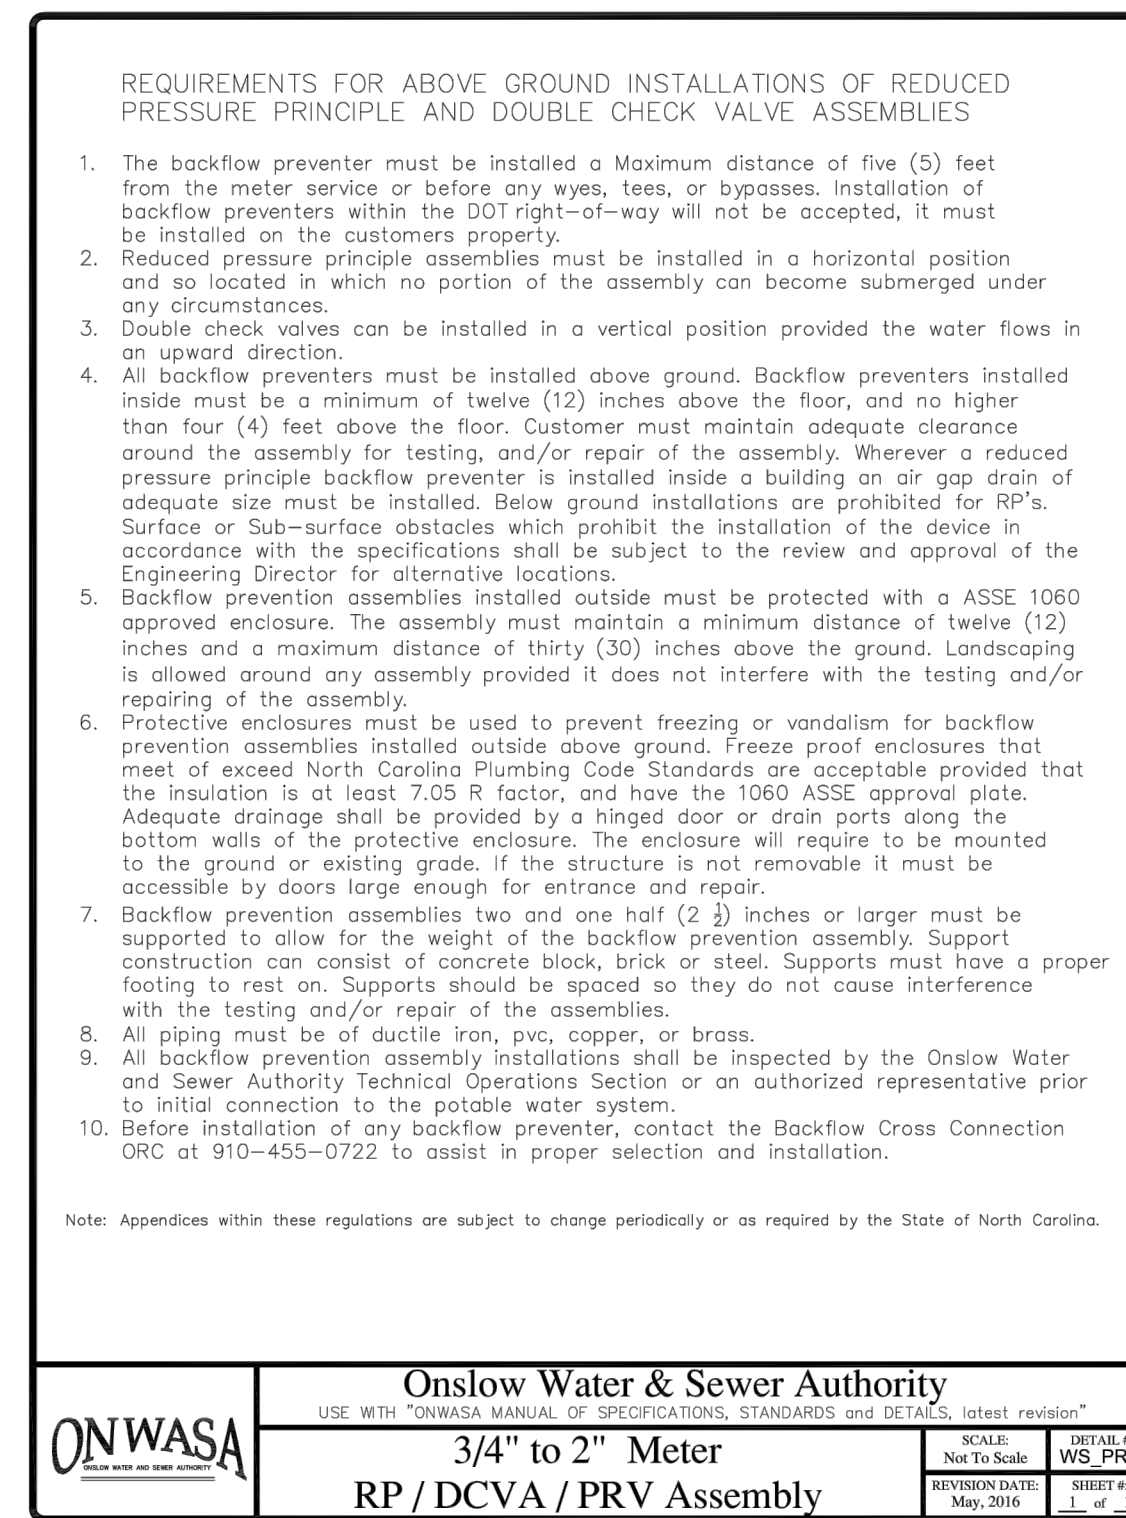 REQUIREMENTS FOR ABOVE GROUND INSTALLATIONS OF REDUCED
PRESSURE PRINCIPLE AND DOUBLE CHECK VALVE ASSEMBLIES
1. The backflow preventer must be installed a Maximum distance of five (5) feet
from the meter service or before any wyes, tees, or bypasses. Installation of
backflow preventers within the DOT right-of-way will not be accepted, it must
be installed on the customers property.
2. Reduced pressure principle assemblies must be installed in a horizontal position
and so located in which no portion of the assembly can become submerged under
any circumstances.
3. Double check valves can be installed in a vertical position provided the water flows in
an upward direction.
4. All backflow preventers must be installed above ground. Backflow preventers installed
inside must be a minimum of twelve (12) inches above the floor, and no higher
than four (4) feet above the floor. Customer must maintain adequate clearance
around the assembly for testing, and/or repair of the assembly. Wherever a reduced
pressure principle backflow preventer is installed inside a building an air gap drain of
adequate size must be installed. Below ground installations are prohibited for RP's.
Surface or Sub-surface obstacles which prohibit the installation of the device in
accordance with the specifications shall be subject to the review and approval of the
Engineering Director for alternative locations.
5. Backflow prevention assemblies installed outside must be protected with a ASSE 1060
approved enclosure. The assembly must maintain a minimum distance of twelve (12)
inches and a maximum distance of thirty (30) inches above the ground. Landscaping
is allowed around any assembly provided it does not interfere with the testing and/or
repairing of the assembly.
6. Protective enclosures must be used to prevent freezing or vandalism for backflow
prevention assemblies installed outside above ground. Freeze proof enclosures that
meet of exceed North Carolina Plumbing Code Standards are acceptable provided that
the insulation is at least 7.05 R factor, and have the 1060 ASSE approval plate.
Adequate drainage shall be provided by a hinged door or drain ports along the
bottom walls of the protective enclosure. The enclosure will require to be mounted
to the ground or existing grade. If the structure is not removable it must be
accessible by doors large enough for entrance and repair.
7. Backflow prevention assemblies two and one half (2 ½) inches or larger must be
supported to allow for the weight of the backflow prevention assembly. Support
construction can consist of concrete block, brick or steel. Supports must have a proper
footing to rest on. Supports should be spaced so they do not cause interference
with the testing and/or repair of the assemblies.
8. All piping must be of ductile iron, pvc, copper, or brass.
9. All backflow prevention assembly installations shall be inspected by the Onslow Water
and Sewer Authority Technical Operations Section or an authorized representative prior
to initial connection to the potable water system.
10. Before installation of any backflow preventer, contact the Backflow Cross Connection
ORC at 910-455-0722 to assist in proper selection and installation.
Note: Appendices within these regulations are subject to change periodically or as required by the State of North Carolina.
ONWASA
ONSLOW WATER AND SEWER AUTHORITY
Onslow Water & Sewer Authority
USE WITH "ONWASA MANUAL OF SPECIFICATIONS, STANDARDS and DETAILS, latest revision"
3/4" to 2" Meter
RP / DCVA / PRV Assembly
SCALE:
Not To Scale
REVISION DATE:
May, 2016
DETAIL #
WS_PR
SHEET #:
1 of